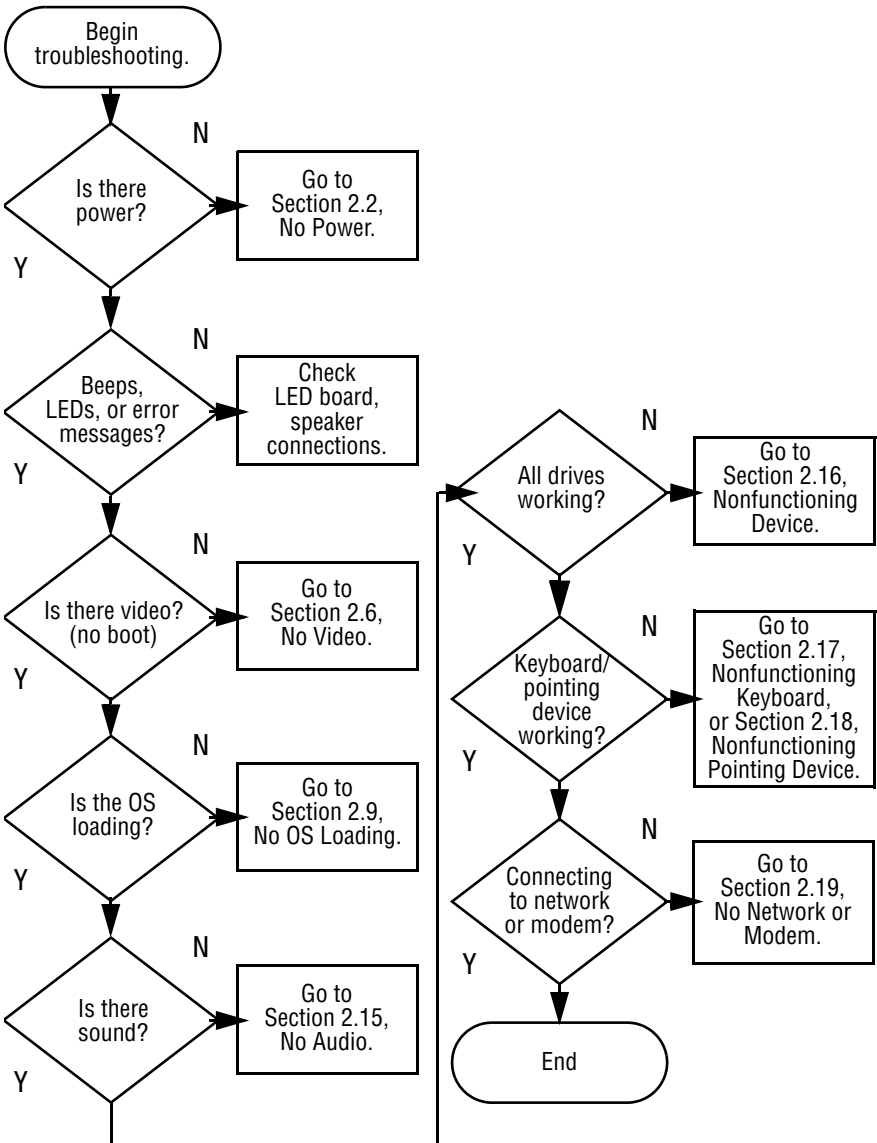 Begin
troubleshooting.
N
Is there
power?
Go to
Section 2.2,
No Power.
Y
N
Beeps,
LEDs, or error
messages?
Check
LED board,
speaker
connections.
Y
N
Is there video?
(no boot)
Go to
Section 2.6,
No Video.
Y
N
Is the OS
loading?
Go to
Section 2.9,
No OS Loading.
Y
N
Is there
sound?
Go to
Section 2.15,
No Audio.
Y
N
All drives
working?
Go to
Section 2.16,
Nonfunctioning
Device.
Y
N
Keyboard/
pointing
device
working?
Go to
Section 2.17,
Nonfunctioning
Keyboard,
or Section 2.18,
Nonfunctioning
Pointing Device.
Y
N
Connecting
to network
or modem?
Go to
Section 2.19,
No Network or
Modem.
Y
End